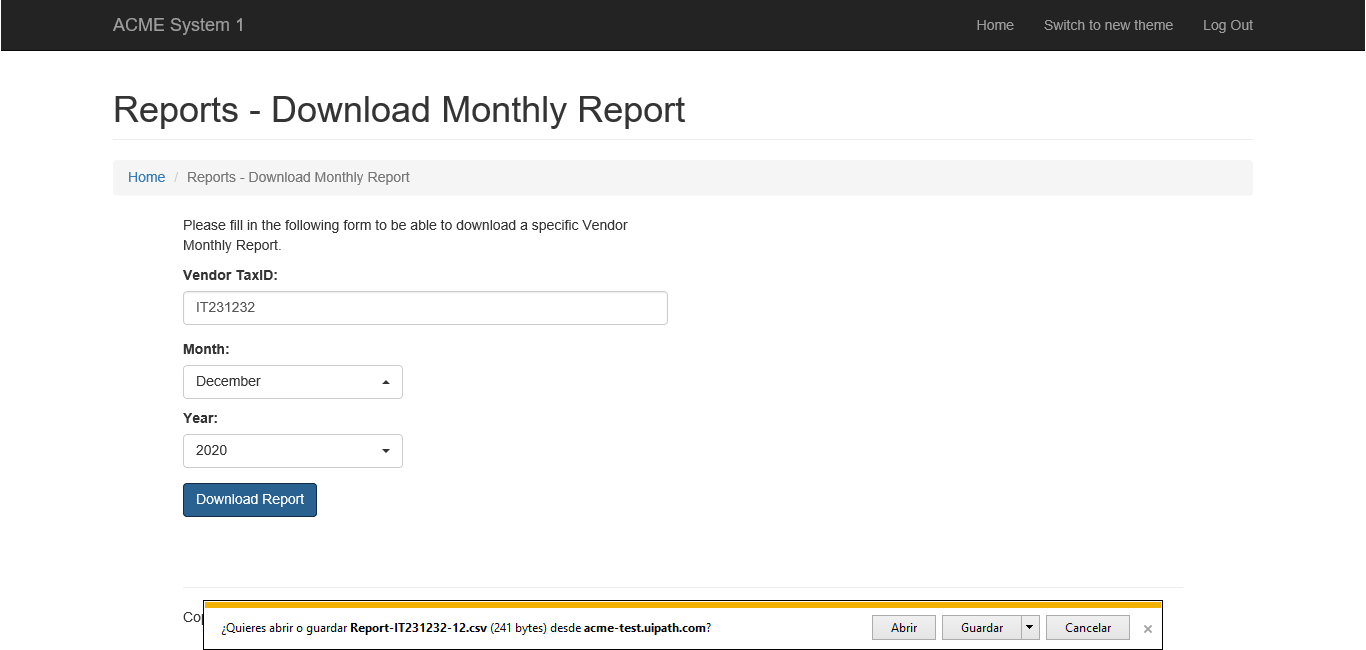 ACME System 1
Home
Switch to new theme
Log Out
Reports - Download Monthly Report
Home / Reports - Download Monthly Report
Please fill in the following form to be able to download a specific Vendor
Monthly Report.
Vendor TaxID:
IT231232
Month:
December
Year:
2020
Download Report
¿Quieres abrir o guardar Report-IT231232-12.csv (241 bytes) desde acme-test.uipath.com?
Abrir
Guardar
Cancelar
×